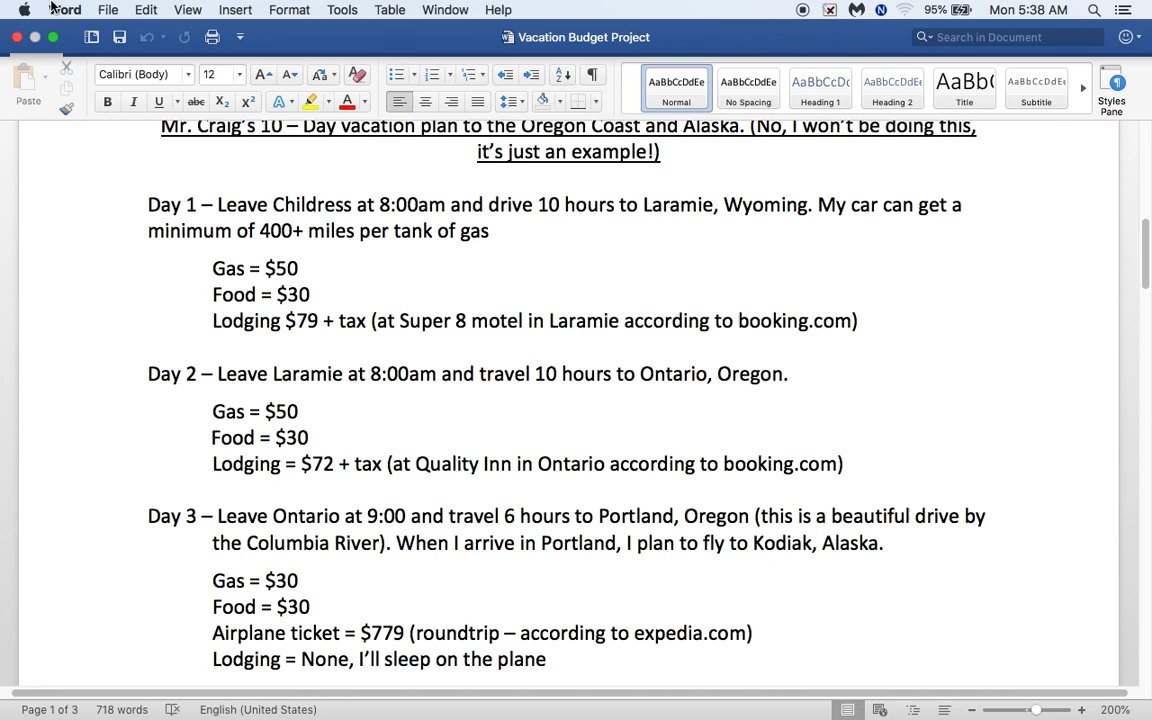 Word File Edit View Insert Format Tools Table Window Help 95% Mon 5:38 AM
Vacation Budget Project Search in Document
Paste Calibri (Body) 12 AaBbCcDdEe AaBbCcDdEe AaBbCcDc AaBbCcDdEe AaBb( AaBbCcDdEe
Normal No Spacing Heading 1 Heading 2 Title Subtitle Styles Pane
B I U abc X₂ X² A A
Mr. Craig's 10 – Day vacation plan to the Oregon Coast and Alaska. (No, I won't be doing this,
it's just an example!)
Day 1 – Leave Childress at 8:00am and drive 10 hours to Laramie, Wyoming. My car can get a
minimum of 400+ miles per tank of gas
Gas = $50
Food = $30
Lodging $79 + tax (at Super 8 motel in Laramie according to booking.com)
Day 2 – Leave Laramie at 8:00am and travel 10 hours to Ontario, Oregon.
Gas = $50
Food = $30
Lodging = $72 + tax (at Quality Inn in Ontario according to booking.com)
Day 3 – Leave Ontario at 9:00 and travel 6 hours to Portland, Oregon (this is a beautiful drive by
the Columbia River). When I arrive in Portland, I plan to fly to Kodiak, Alaska.
Gas = $30
Food = $30
Airplane ticket = $779 (roundtrip – according to expedia.com)
Lodging = None, I'll sleep on the plane
Page 1 of 3 718 words English (United States) 200%